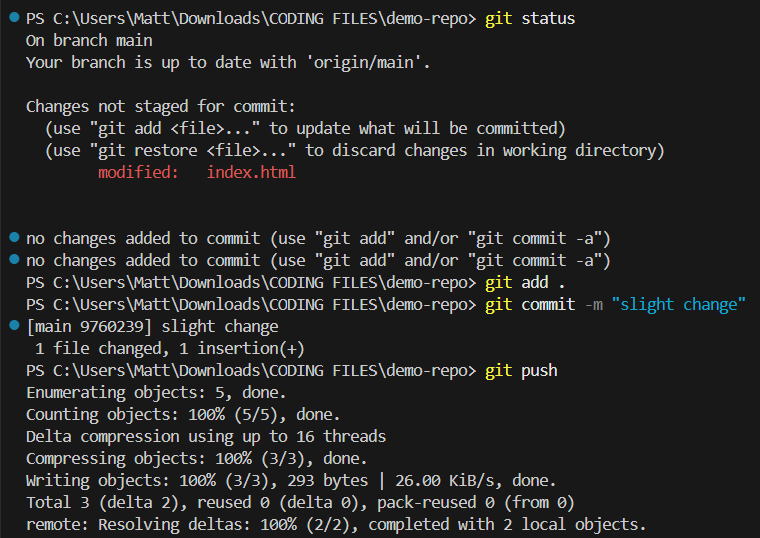 PS C:\Users\Matt\Downloads\CODING FILES\demo-repo> git status
On branch main
Your branch is up to date with 'origin/main'.
Changes not staged for commit:
  (use "git add <file>..." to update what will be committed)
  (use "git restore <file>..." to discard changes in working directory)
        modified:   index.html
no changes added to commit (use "git add" and/or "git commit -a")
no changes added to commit (use "git add" and/or "git commit -a")
PS C:\Users\Matt\Downloads\CODING FILES\demo-repo> git add .
PS C:\Users\Matt\Downloads\CODING FILES\demo-repo> git commit -m "slight change"
[main 9760239] slight change
 1 file changed, 1 insertion(+)
PS C:\Users\Matt\Downloads\CODING FILES\demo-repo> git push
Enumerating objects: 5, done.
Counting objects: 100% (5/5), done.
Delta compression using up to 16 threads
Compressing objects: 100% (3/3), done.
Writing objects: 100% (3/3), 293 bytes | 26.00 KiB/s, done.
Total 3 (delta 2), reused 0 (delta 0), pack-reused 0 (from 0)
remote: Resolving deltas: 100% (2/2), completed with 2 local objects.